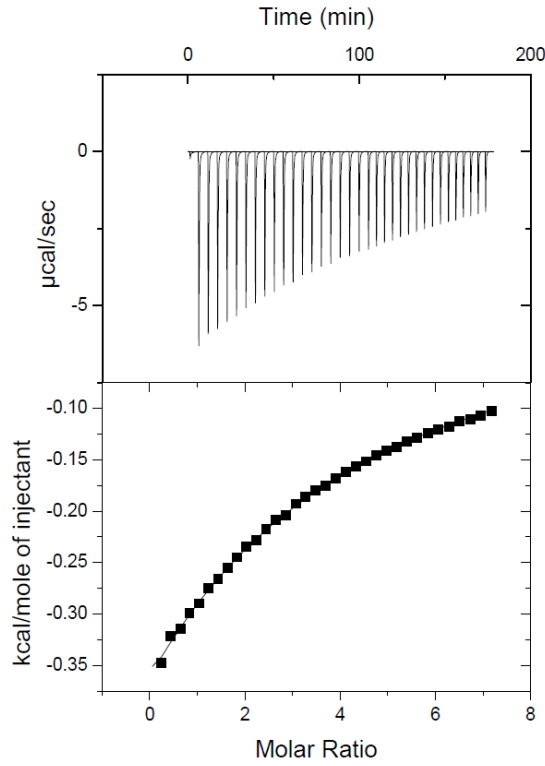 Time (min)
0 100 200
0
-5
µcal/sec
-0.10
-0.15
-0.20
-0.25
-0.30
-0.35
kcal/mole of injectant
0 2 4 6 8
Molar Ratio